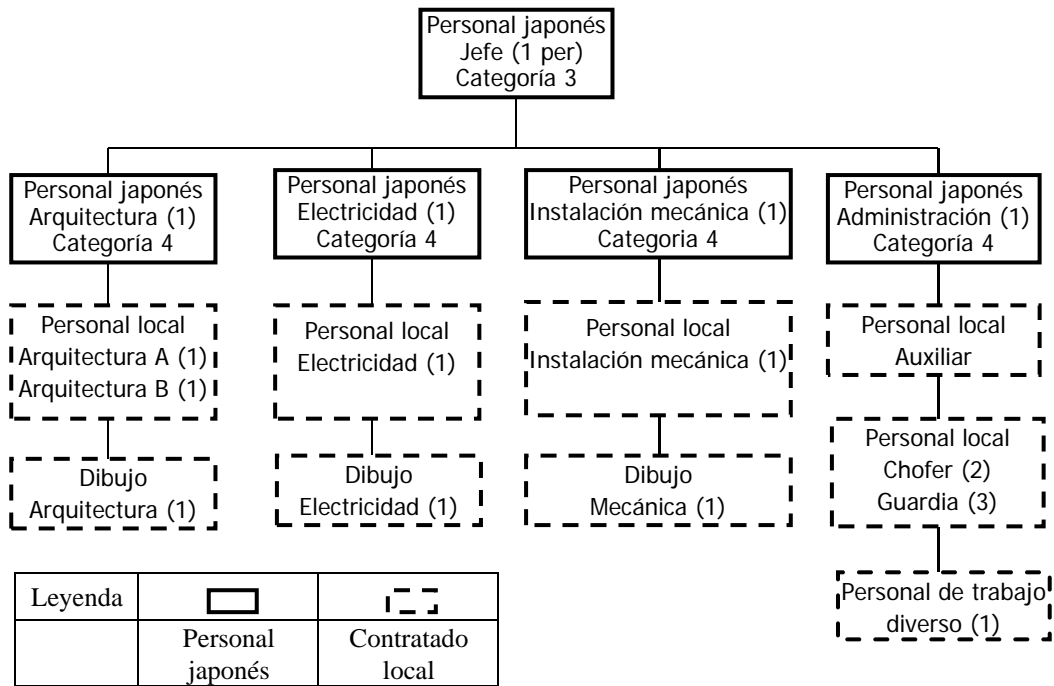 Personal japonés
Jefe (1 per)
Categoría 3
Personal japonés
Arquitectura (1)
Categoría 4
Personal japonés
Electricidad (1)
Categoría 4
Personal japonés
Instalación mecánica (1)
Categoria 4
Personal japonés
Administración (1)
Categoría 4
Personal local
Arquitectura A (1)
Arquitectura B (1)
Personal local
Electricidad (1)
Personal local
Instalación mecánica (1)
Personal local
Auxiliar
Dibujo
Arquitectura (1)
Dibujo
Electricidad (1)
Dibujo
Mecánica (1)
Personal local
Chofer (2)
Guardia (3)
Personal de trabajo
diverso (1)
Leyenda
Personal
japonés
Contratado
local